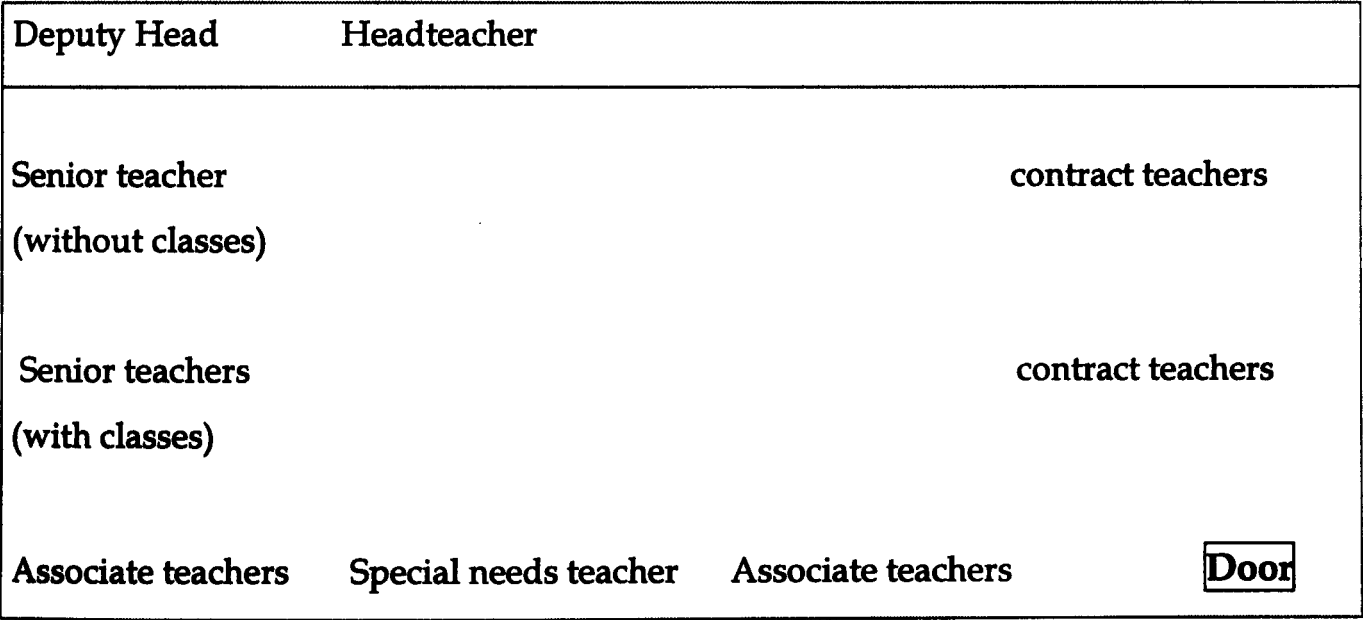 Deputy Head Headteacher
Senior teacher contract teachers
(without classes)
Senior teachers contract teachers
(with classes)
Associate teachers Special needs teacher Associate teachers Door